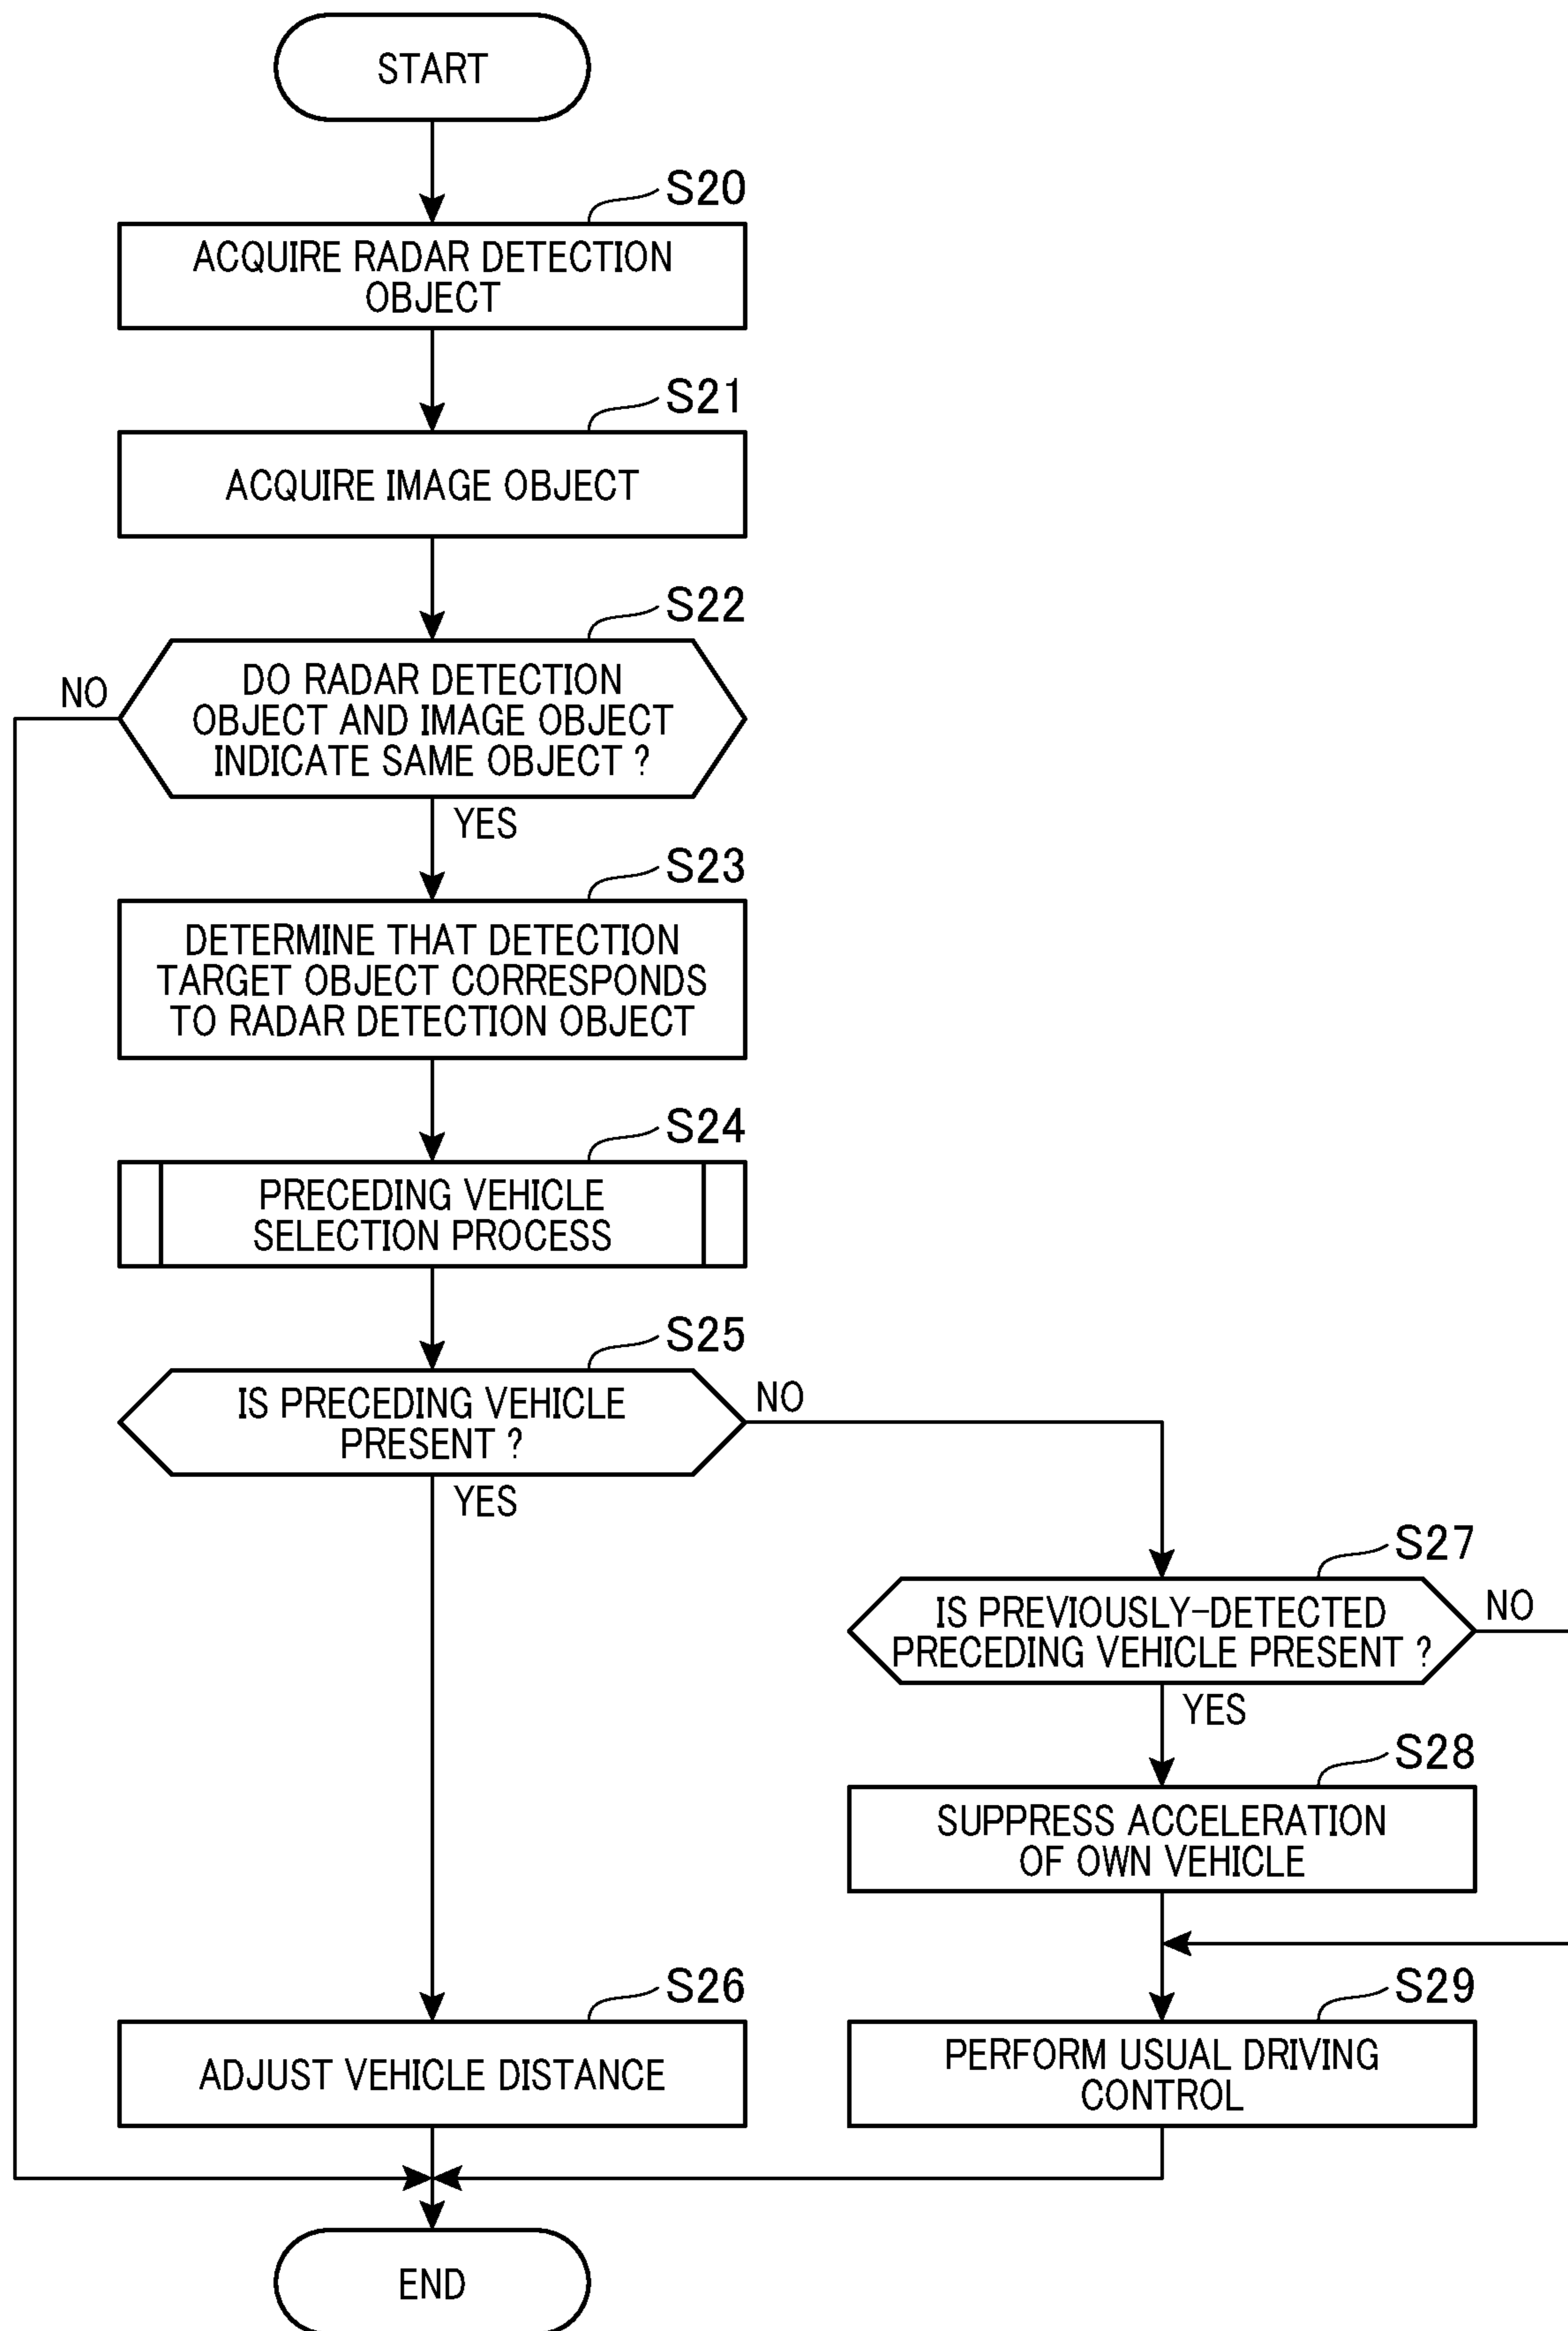 START
S20
ACQUIRE RADAR DETECTION
OBJECT
S21
ACQUIRE IMAGE OBJECT
S22
NO
DO RADAR DETECTION
OBJECT AND IMAGE OBJECT
INDICATE SAME OBJECT ?
YES
S23
DETERMINE THAT DETECTION
TARGET OBJECT CORRESPONDS
TO RADAR DETECTION OBJECT
S24
PRECEDING VEHICLE
SELECTION PROCESS
S25
IS PRECEDING VEHICLE
PRESENT ?
NO
YES
S27
IS PREVIOUSLY-DETECTED
PRECEDING VEHICLE PRESENT ?
NO
YES
S28
SUPPRESS ACCELERATION
OF OWN VEHICLE
S26
ADJUST VEHICLE DISTANCE
S29
PERFORM USUAL DRIVING
CONTROL
END